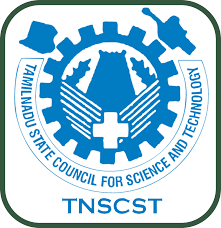 TAMILNADU STATE COUNCIL FOR SCIENCE AND TECHNOLOGY
TNSCST